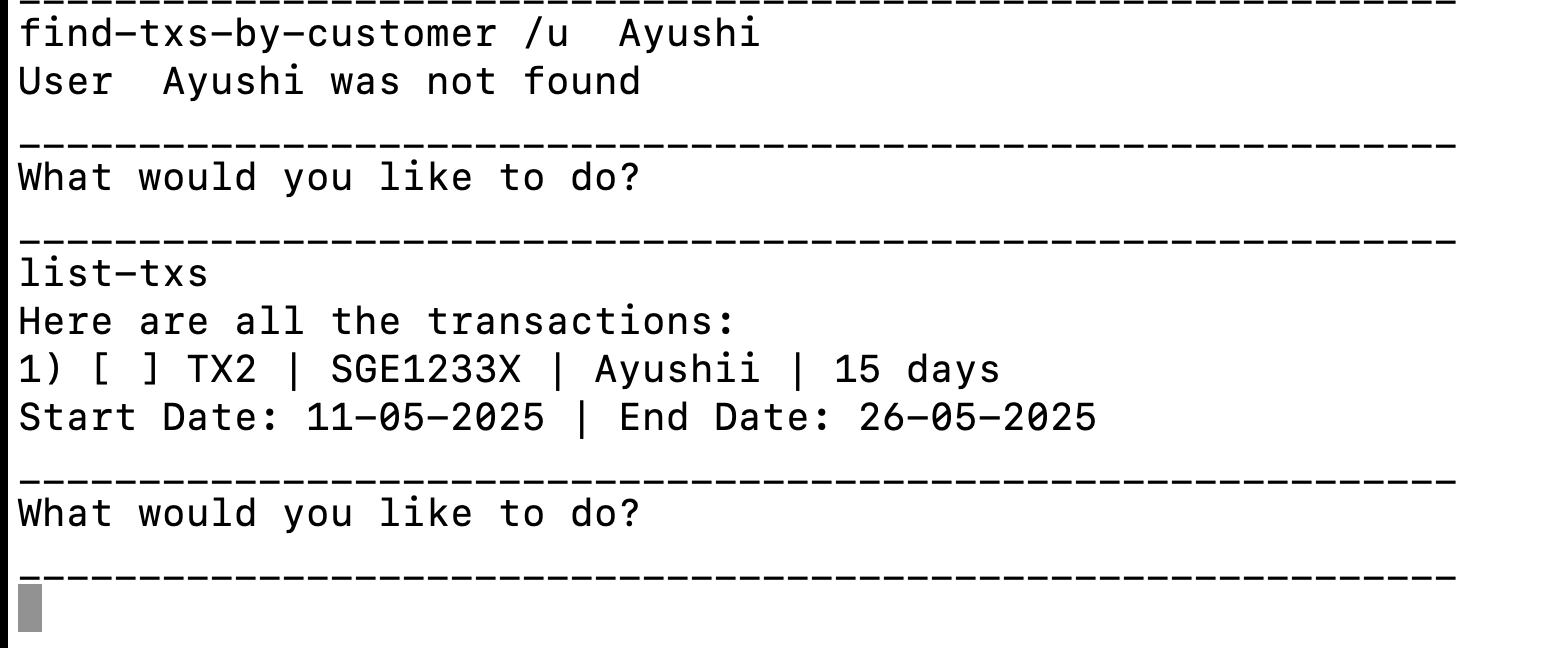 ____________________________________________________________
find-txs-by-customer /u  Ayushi
User  Ayushi was not found
____________________________________________________________
What would you like to do?
____________________________________________________________
list-txs
Here are all the transactions:
1) [ ] TX2 | SGE1233X | Ayushii | 15 days
Start Date: 11-05-2025 | End Date: 26-05-2025
____________________________________________________________
What would you like to do?
____________________________________________________________